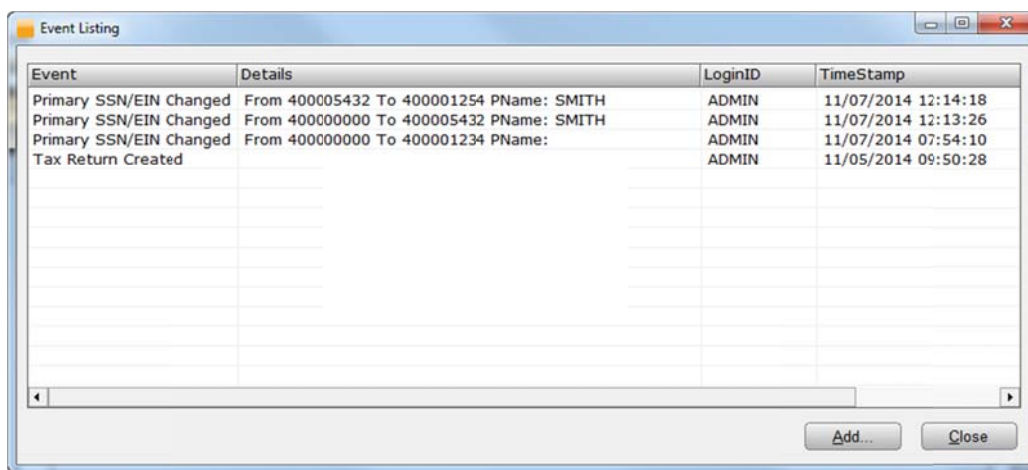 Event Listing
Event Details LoginID TimeStamp
Primary SSN/EIN Changed From 400005432 To 400001254 PName: SMITH ADMIN 11/07/2014 12:14:18
Primary SSN/EIN Changed From 400000000 To 400005432 PName: SMITH ADMIN 11/07/2014 12:13:26
Primary SSN/EIN Changed From 400000000 To 400001234 PName: ADMIN 11/07/2014 07:54:10
Tax Return Created ADMIN 11/05/2014 09:50:28
Add... Close